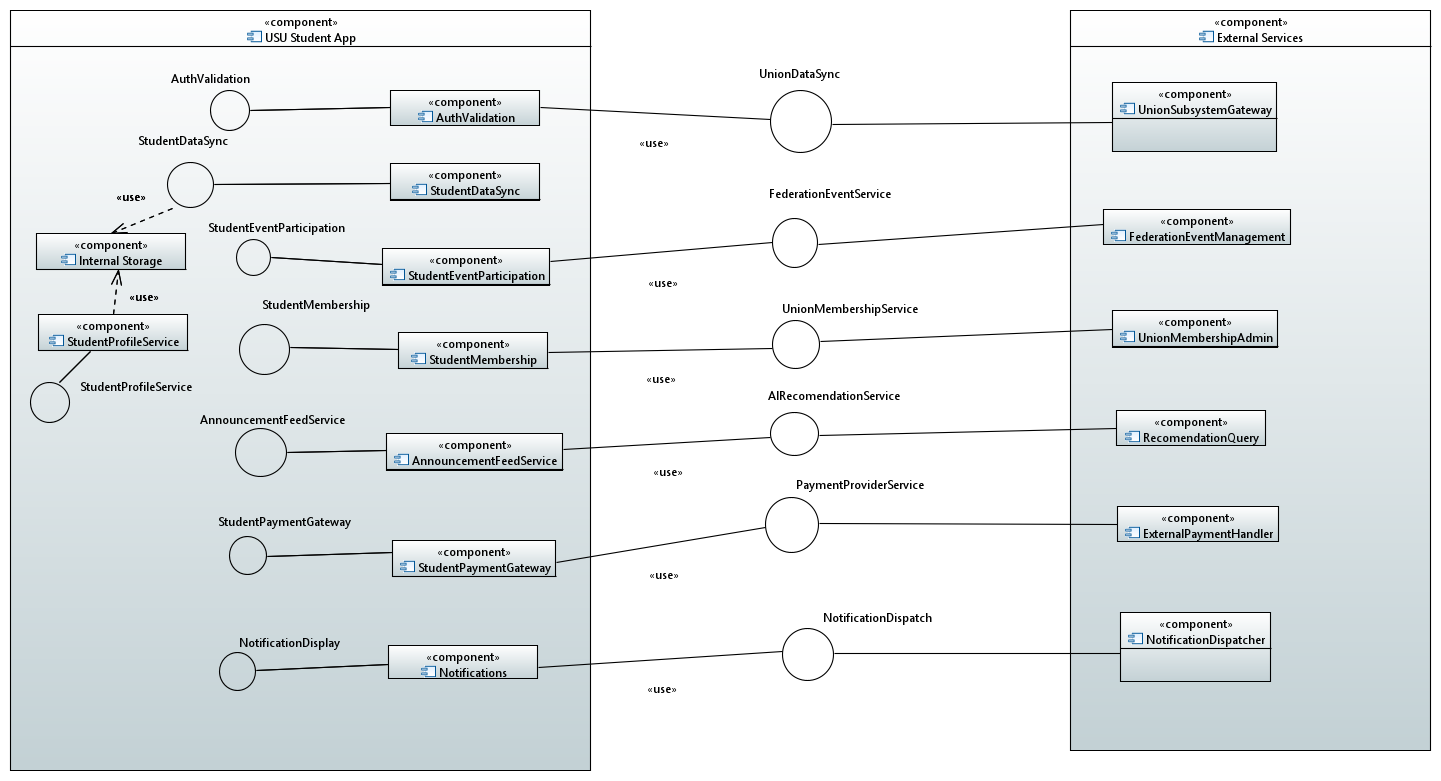 «component»
USU Student App
AuthValidation
«component»
AuthValidation
StudentDataSync
«component»
StudentDataSync
«use»
«component»
Internal Storage
«use»
«component»
StudentProfileService
StudentProfileService
StudentEventParticipation
«component»
StudentEventParticipation
StudentMembership
«component»
StudentMembership
AnnouncementFeedService
«component»
AnnouncementFeedService
StudentPaymentGateway
«component»
StudentPaymentGateway
NotificationDisplay
«component»
Notifications
UnionDataSync
«use»
FederationEventService
«use»
UnionMembershipService
«use»
AIRecomendationService
«use»
PaymentProviderService
«use»
NotificationDispatch
«use»
«component»
External Services
«component»
UnionSubsystemGateway
«component»
FederationEventManagement
«component»
UnionMembershipAdmin
«component»
RecomendationQuery
«component»
ExternalPaymentHandler
«component»
NotificationDispatcher